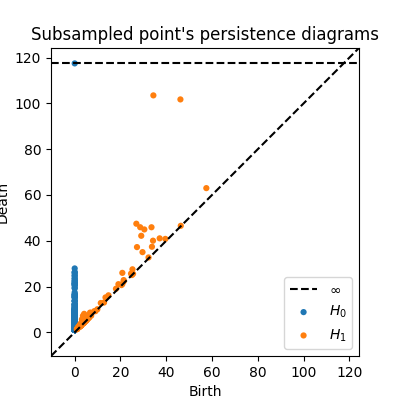 Subsampled point's persistence diagrams
120
100
80
60
40
20
0
Death
0 20 40 60 80 100 120
Birth
∞
H₀
H₁